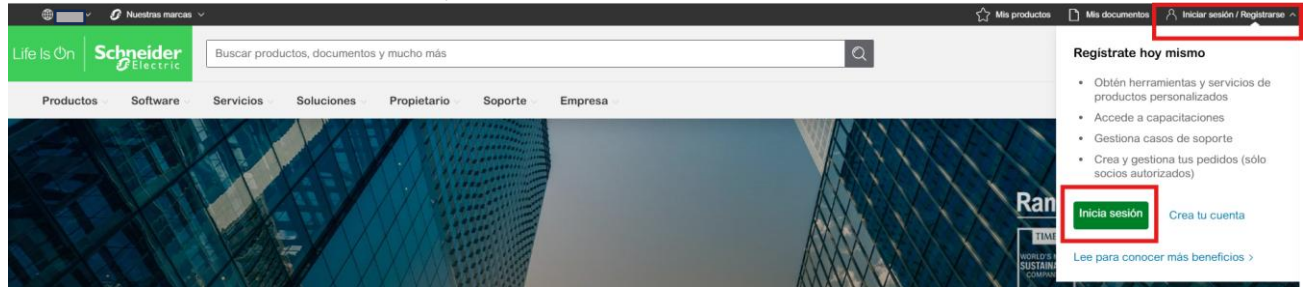 Nuestras marcas
Mis productos
Mis documentos
Iniciar sesión / Registrarse
Life Is On
Schneider
Electric
Buscar productos, documentos y mucho más
Productos
Software
Servicios
Soluciones
Propietario
Soporte
Empresa
Regístrate hoy mismo
Obtén herramientas y servicios de
productos personalizados
Accede a capacitaciones
Gestiona casos de soporte
Crea y gestiona tus pedidos (sólo
socios autorizados)
Inicia sesión
Crea tu cuenta
Lee para conocer más beneficios >
Ran
TIME
WORLD'S
SUSTAINA
COMPAN